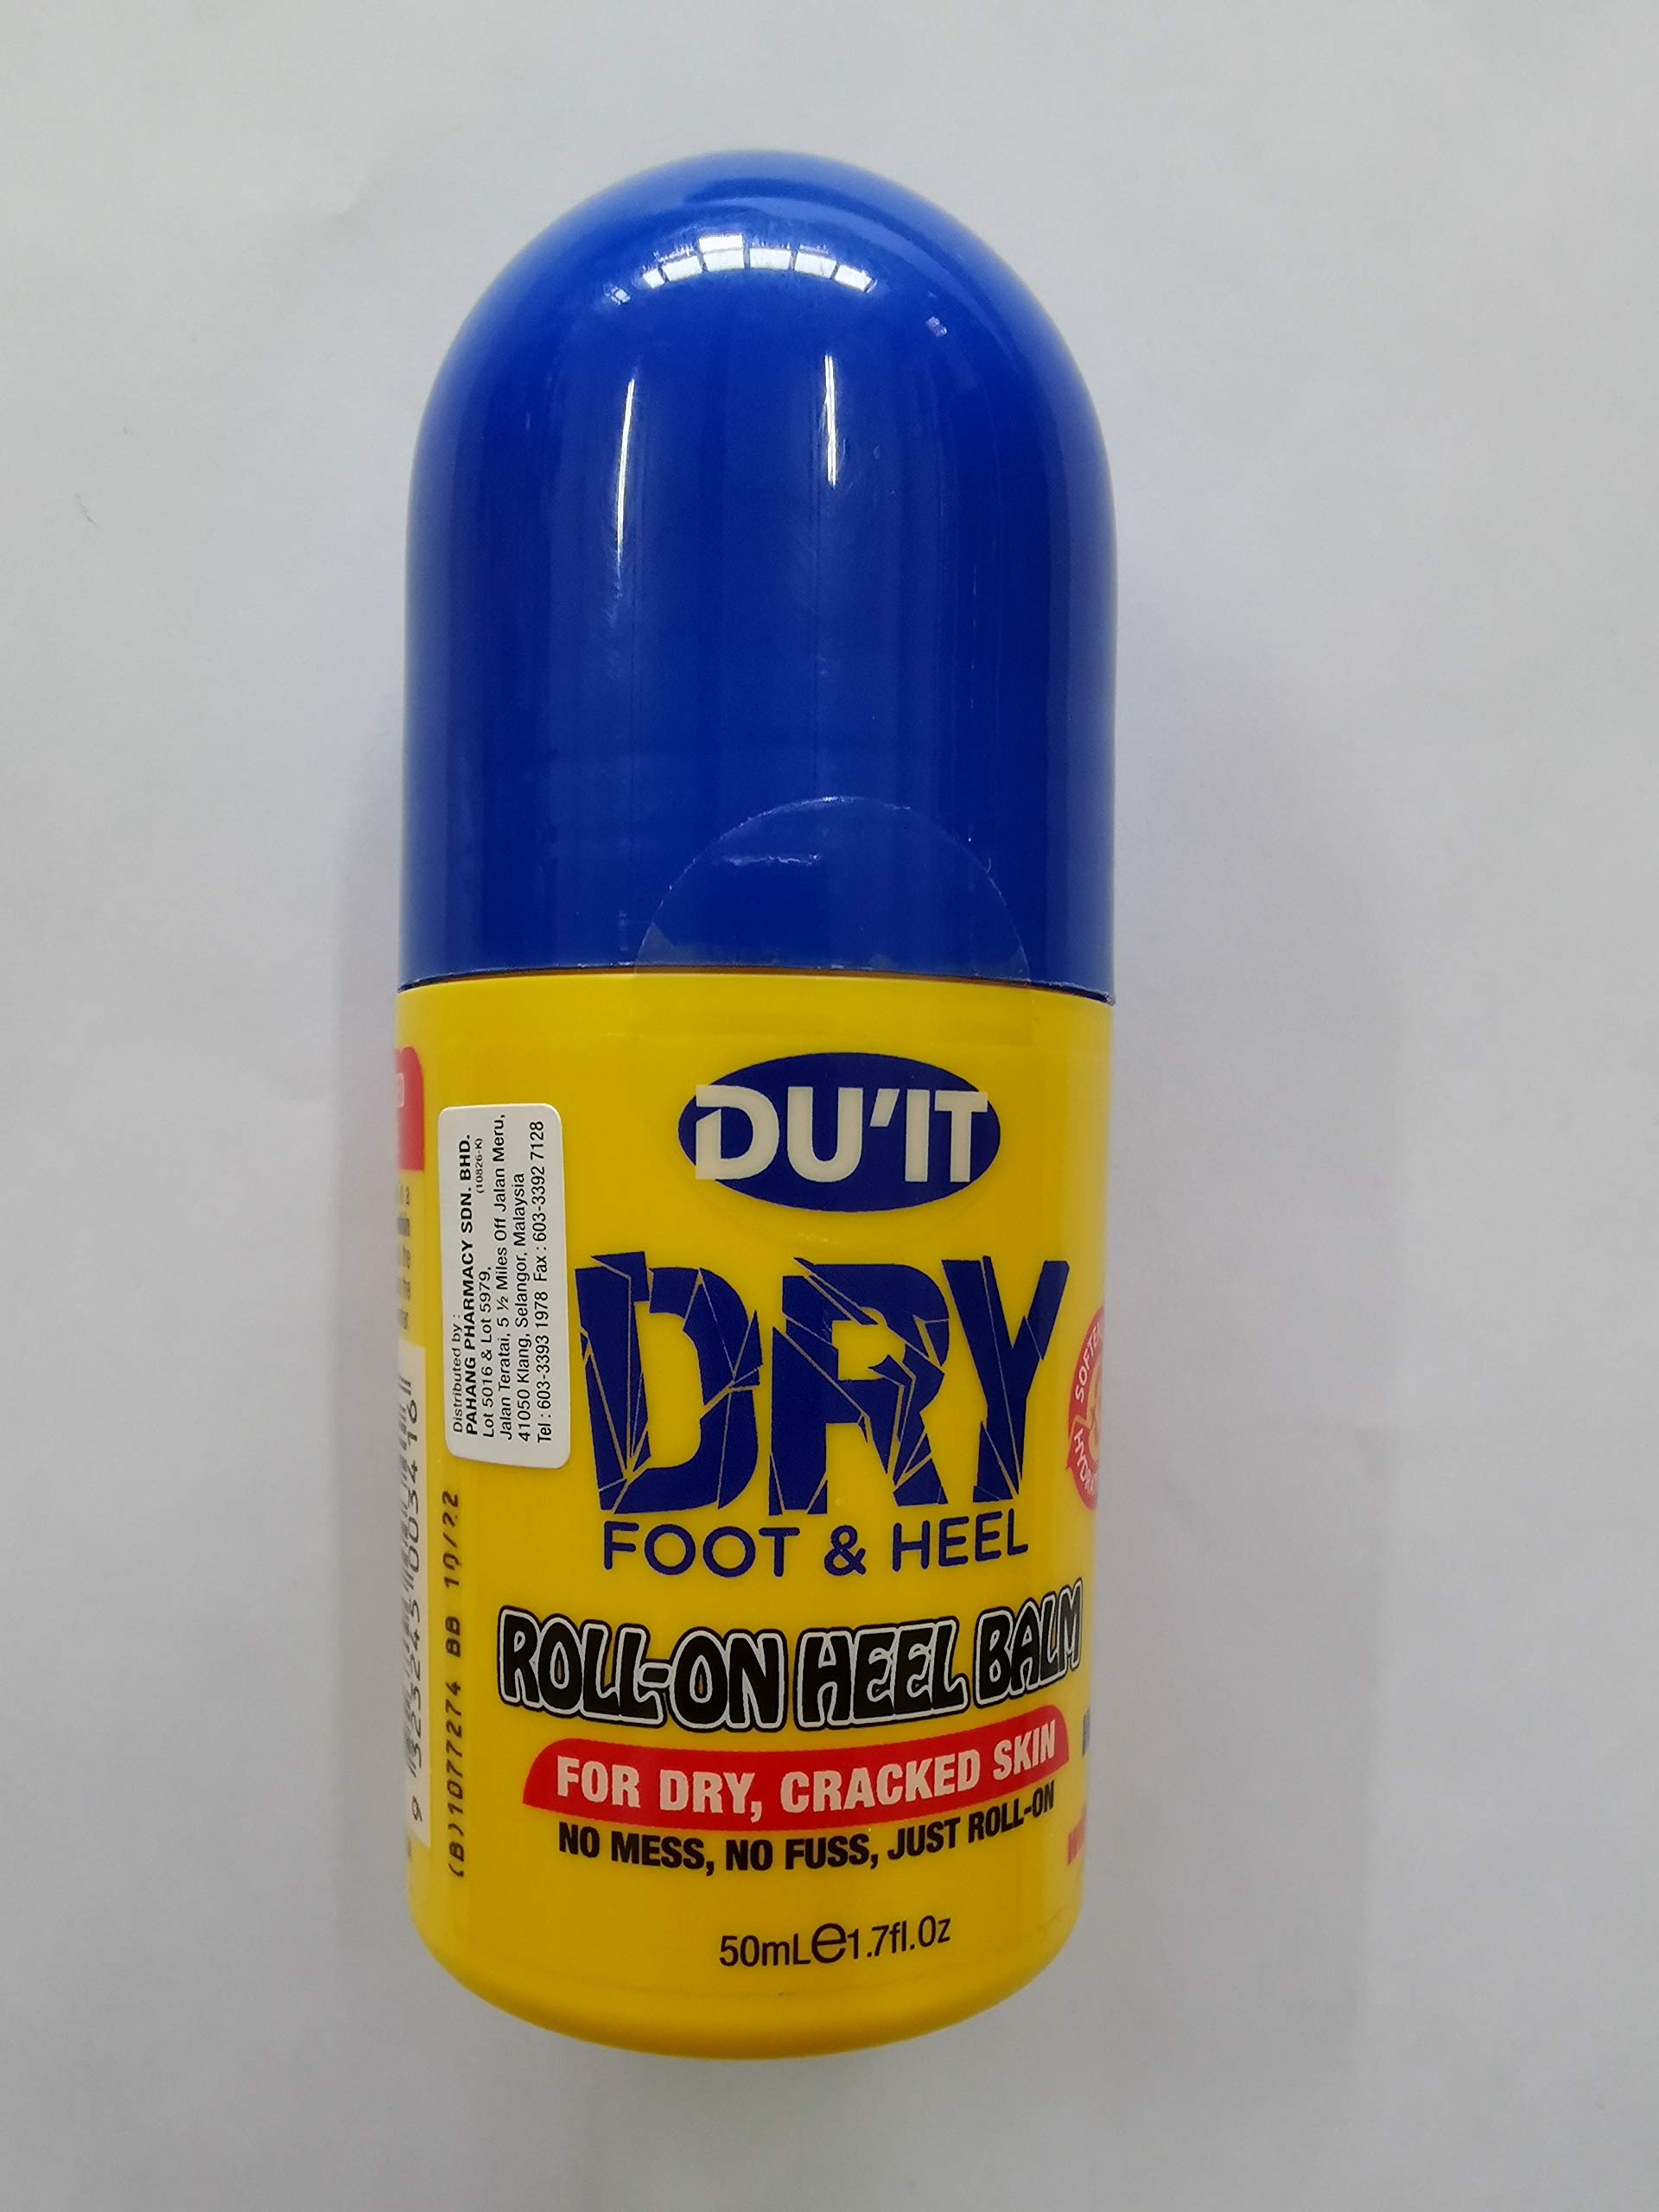 DU'IT
DRY
FOOT & HEEL
ROLL-ON HEEL BALM
FOR DRY, CRACKED SKIN
NO MESS, NO FUSS, JUST ROLL-ON
50mL℮1.7fl.Oz
Distributed by :
PAHANG PHARMACY SDN. BHD.
(10826-K)
Lot 5016 & Lot 5979,
Jalan Teratai, 5 ½ Miles Off Jalan Meru,
41050 Klang, Selangor, Malaysia
Tel : 603-3393 1978 Fax : 603-3392 7128
(B)1077274 BB 10/22